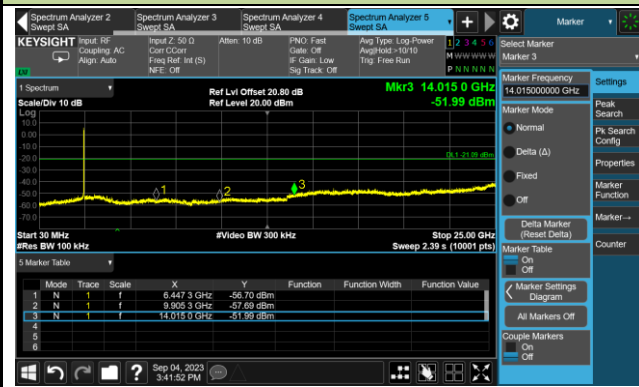 Spectrum Analyzer 2 Spectrum Analyzer 3 Spectrum Analyzer 4 Spectrum Analyzer 5 Marker
Swept SA Swept SA Swept SA Swept SA
KEYSIGHT Input: RF Input Z: 50 Ω Atten: 10 dB PNO: Fast Avg Type: Log-Power 1 2 3 4 5 6 Select Marker
Coupling: AC Corr CCorr Gate: Off Avg|Hold:>10/10 M W W W W W Marker 3
Align: Auto Freq Ref: Int (S) IF Gain: Low Trig: Free Run
NFE: Off Sig Track: Off P N N N N N
1 Spectrum Ref Lvl Offset 20.80 dB Mkr3 14.015 0 GHz Marker Frequency Settings
Scale/Div 10 dB Ref Level 20.00 dBm -51.99 dBm 14.015000000 GHz
Log Marker Mode Peak Search
10.0
0.00 Normal Pk Search Config
-10.0
-20.0 DL1 -21.09 dBm Delta (Δ) Properties
-30.0
-40.0 Fixed Marker Function
-50.0 1 2 3
-60.0 Off Marker→
-70.0
Start 30 MHz #Video BW 300 kHz Stop 25.00 GHz Delta Marker (Reset Delta) Counter
#Res BW 100 kHz Sweep 2.39 s (10001 pts)
5 Marker Table Marker Table
On
Off
Mode Trace Scale X Y Function Function Width Function Value
1 N 1 f 6.447 3 GHz -56.70 dBm Marker Settings Diagram
2 N 1 f 9.905 3 GHz -57.69 dBm
3 N 1 f 14.015 0 GHz -51.99 dBm All Markers Off
4
5 Couple Markers
6 On
Off
? Sep 04, 2023
3:41:52 PM